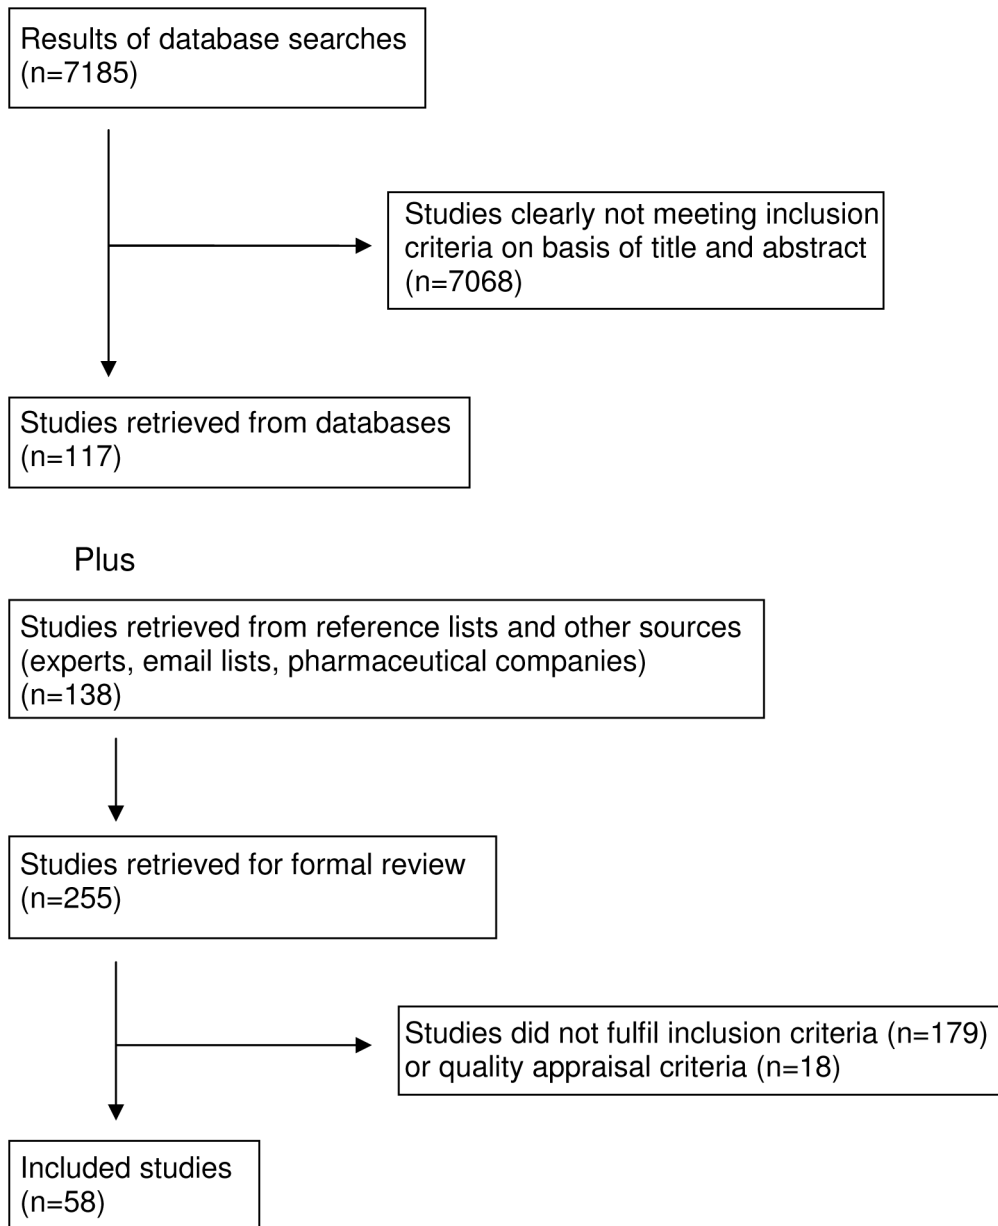 Results of database searches
(n=7185)
Studies clearly not meeting inclusion
criteria on basis of title and abstract
(n=7068)
Studies retrieved from databases
(n=117)
Plus
Studies retrieved from reference lists and other sources
(experts, email lists, pharmaceutical companies)
(n=138)
Studies retrieved for formal review
(n=255)
Studies did not fulfil inclusion criteria (n=179)
or quality appraisal criteria (n=18)
Included studies
(n=58)